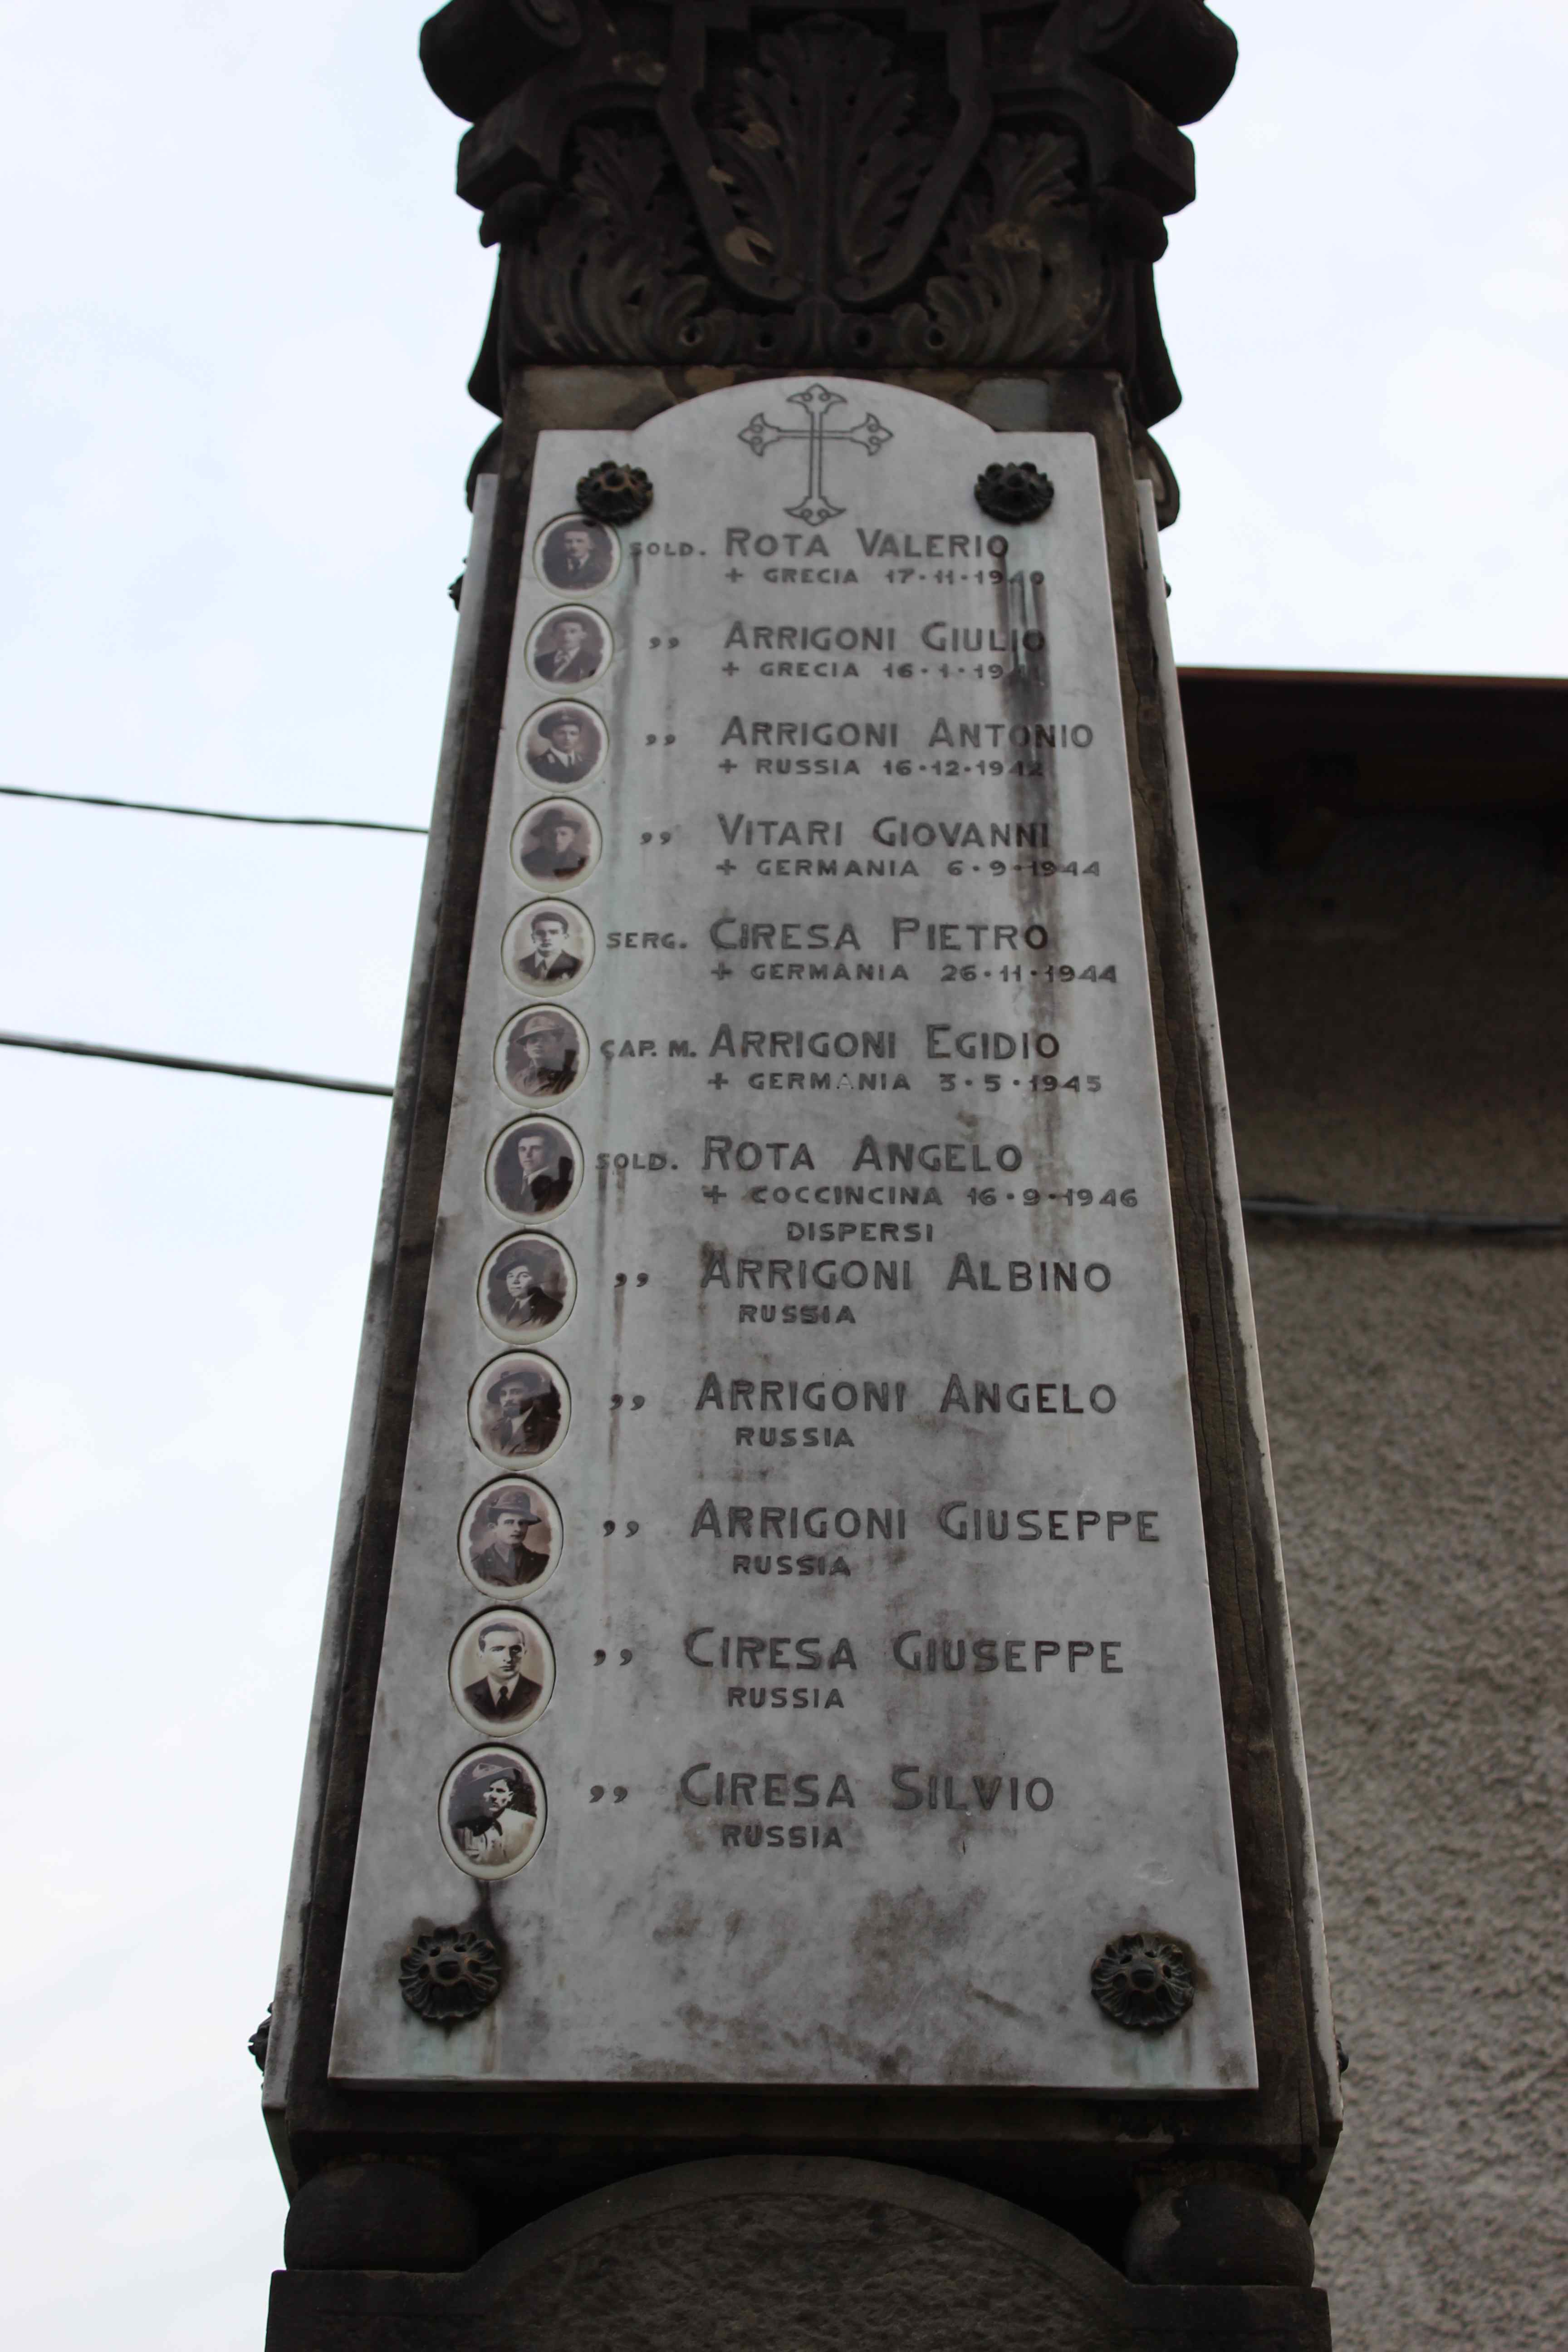 SOLD. ROTA VALERIO
+ GRECIA 17·11·1940
,, ARRIGONI GIULIO
+ GRECIA 16·1·1941
,, ARRIGONI ANTONIO
+ RUSSIA 16·12·1942
,, VITARI GIOVANNI
+ GERMANIA 6·9·1944
SERG. CIRESA PIETRO
+ GERMANIA 26·11·1944
CAP. M. ARRIGONI EGIDIO
+ GERMANIA 3·5·1945
SOLD. ROTA ANGELO
+ COCCINCINA 16·9·1946
DISPERSI
,, ARRIGONI ALBINO
RUSSIA
,, ARRIGONI ANGELO
RUSSIA
,, ARRIGONI GIUSEPPE
RUSSIA
,, CIRESA GIUSEPPE
RUSSIA
,, CIRESA SILVIO
RUSSIA